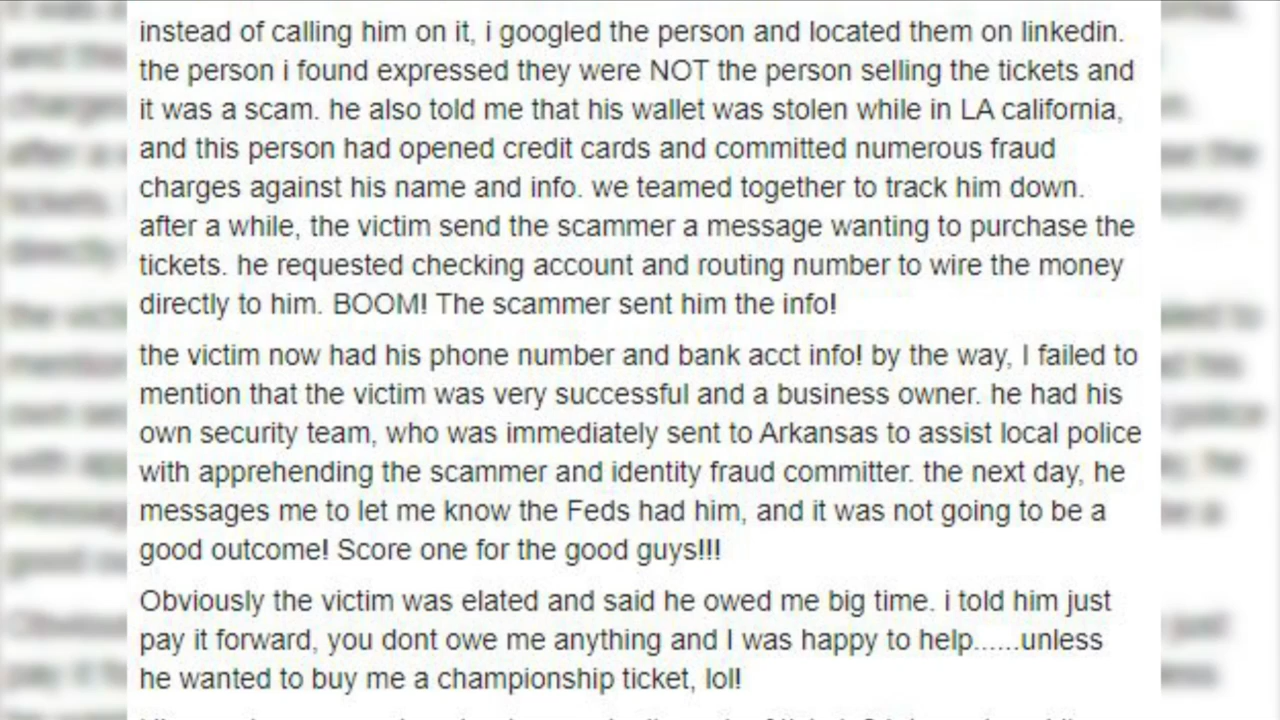 instead of calling him on it, i googled the person and located them on linkedin.
the person i found expressed they were NOT the person selling the tickets and
it was a scam. he also told me that his wallet was stolen while in LA california,
and this person had opened credit cards and committed numerous fraud
charges against his name and info. we teamed together to track him down.
after a while, the victim send the scammer a message wanting to purchase the
tickets. he requested checking account and routing number to wire the money
directly to him. BOOM! The scammer sent him the info!
the victim now had his phone number and bank acct info! by the way, I failed to
mention that the victim was very successful and a business owner. he had his
own security team, who was immediately sent to Arkansas to assist local police
with apprehending the scammer and identity fraud committer. the next day, he
messages me to let me know the Feds had him, and it was not going to be a
good outcome! Score one for the good guys!!!
Obviously the victim was elated and said he owed me big time. i told him just
pay it forward, you dont owe me anything and I was happy to help......unless
he wanted to buy me a championship ticket, lol!